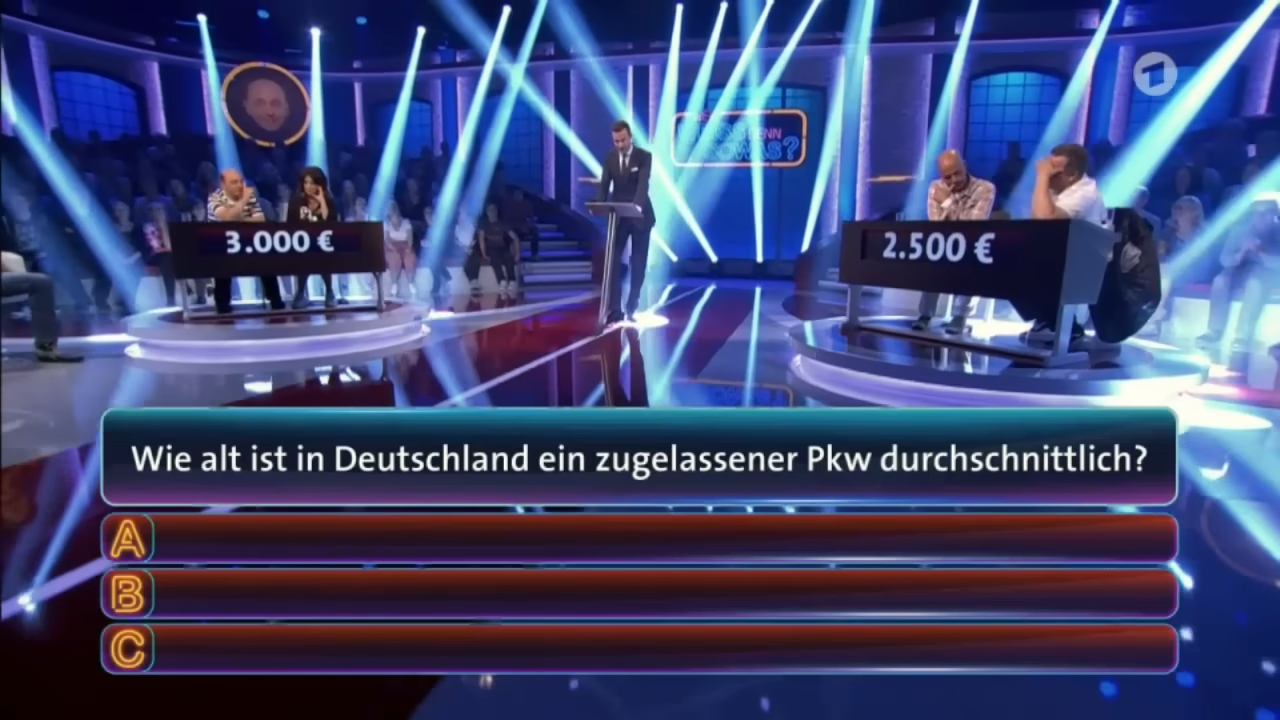 3.000 €
2.500 €
Wie alt ist in Deutschland ein zugelassener Pkw durchschnittlich?
A
B
C